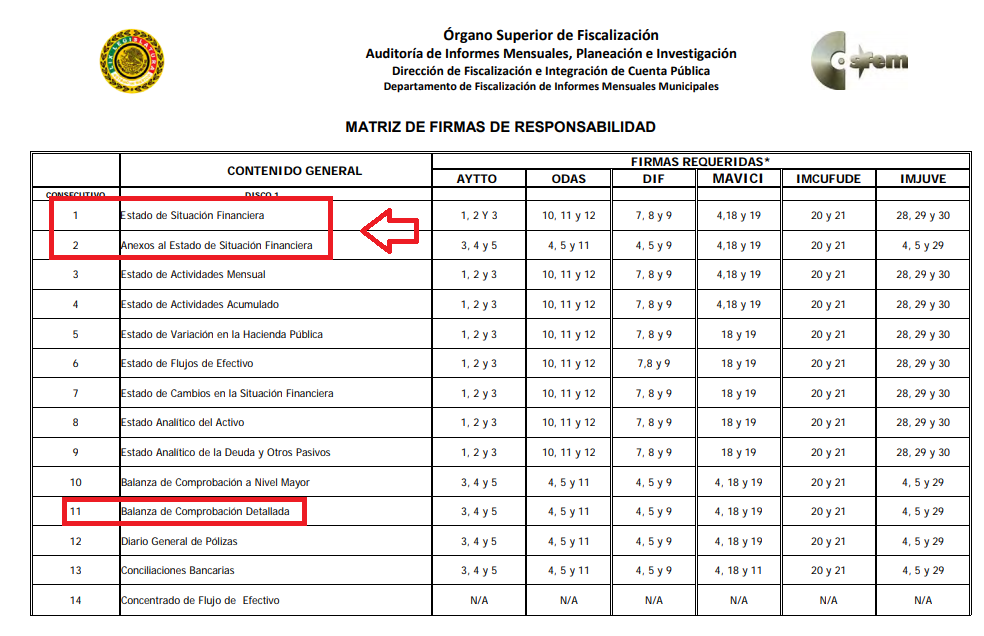 Órgano Superior de Fiscalización
Auditoría de Informes Mensuales, Planeación e Investigación
Dirección de Fiscalización e Integración de Cuenta Pública
Departamento de Fiscalización de Informes Mensuales Municipales
osfem
MATRIZ DE FIRMAS DE RESPONSABILIDAD
CONTENIDO GENERAL FIRMAS REQUERIDAS*
AYTTO ODAS DIF MAVICI IMCUFUDE IMJUVE
CONSECUTIVO DISCO 1
1 Estado de Situación Financiera 1, 2 Y 3 10, 11 y 12 7, 8 y 9 4,18 y 19 20 y 21 28, 29 y 30
2 Anexos al Estado de Situación Financiera 3, 4 y 5 4, 5 y 11 4, 5 y 9 4,18 y 19 20 y 21 4, 5 y 29
3 Estado de Actividades Mensual 1, 2 y 3 10, 11 y 12 7, 8 y 9 4,18 y 19 20 y 21 28, 29 y 30
4 Estado de Actividades Acumulado 1, 2 y 3 10, 11 y 12 7, 8 y 9 4,18 y 19 20 y 21 28, 29 y 30
5 Estado de Variación en la Hacienda Pública 1, 2 y 3 10, 11 y 12 7, 8 y 9 18 y 19 20 y 21 28, 29 y 30
6 Estado de Flujos de Efectivo 1, 2 y 3 10, 11 y 12 7,8 y 9 18 y 19 20 y 21 28, 29 y 30
7 Estado de Cambios en la Situación Financiera 1, 2 y 3 10, 11 y 12 7, 8 y 9 18 y 19 20 y 21 28, 29 y 30
8 Estado Analítico del Activo 1, 2 y 3 10, 11 y 12 7, 8 y 9 18 y 19 20 y 21 28, 29 y 30
9 Estado Analítico de la Deuda y Otros Pasivos 1, 2 y 3 10, 11 y 12 7, 8 y 9 18 y 19 20 y 21 28, 29 y 30
10 Balanza de Comprobación a Nivel Mayor 3, 4 y 5 4, 5 y 11 4, 5 y 9 4, 18 y 19 20 y 21 4, 5 y 29
11 Balanza de Comprobación Detallada 3, 4 y 5 4, 5 y 11 4, 5 y 9 4, 18 y 19 20 y 21 4, 5 y 29
12 Diario General de Pólizas 3, 4 y 5 4, 5 y 11 4, 5 y 9 4, 18 y 19 20 y 21 4, 5 y 29
13 Conciliaciones Bancarias 3, 4 y 5 4, 5 y 11 4, 5 y 9 4, 18 y 11 20 y 21 4, 5 y 29
14 Concentrado de Flujo de Efectivo N/A N/A N/A N/A N/A N/A